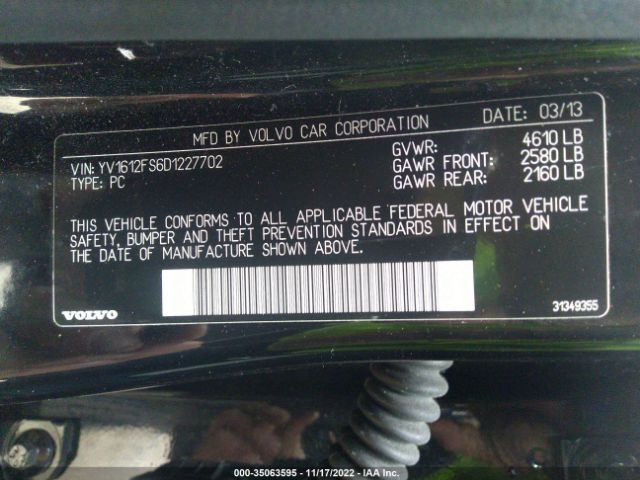 MFD BY VOLVO CAR CORPORATION DATE: 03/13
VIN: YV1612FS6D1227702
TYPE: PC
GVWR: 4610 LB
GAWR FRONT: 2580 LB
GAWR REAR: 2160 LB
THIS VEHICLE CONFORMS TO ALL APPLICABLE FEDERAL MOTOR VEHICLE
SAFETY, BUMPER AND THEFT PREVENTION STANDARDS IN EFFECT ON
THE DATE OF MANUFACTURE SHOWN ABOVE.
VOLVO
31349355
000-35063595 - 11/17/2022 - IAA Inc.